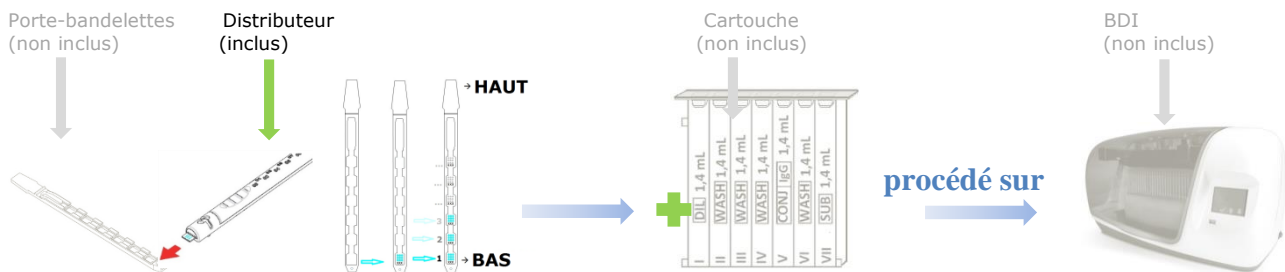 Porte-bandelettes
(non inclus)
Distributeur
(inclus)
Cartouche
(non inclus)
BDI
(non inclus)
HAUT
...
...
...
3
2
1
BAS
I DIL 1,4 mL
II WASH 1,4 mL
III WASH 1,4 mL
IV WASH 1,4 mL
V CONJ IgG 1,4 mL
VI WASH 1,4 mL
VII SUB 1,4 mL
procédé sur